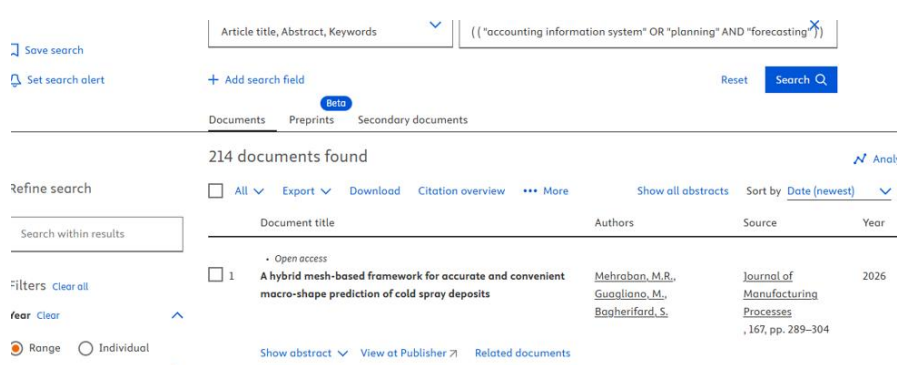 Article title, Abstract, Keywords
(("accounting information system" OR "planning" AND "forecasting"))
Save search
Set search alert
+ Add search field
Reset
Search
Beta
Documents
Preprints
Secondary documents
214 documents found
Analy
Refine search
All
Export
Download
Citation overview
••• More
Show all abstracts
Sort by Date (newest)
Document title
Authors
Source
Year
Search within results
• Open access
1
A hybrid mesh-based framework for accurate and convenient
macro-shape prediction of cold spray deposits
Mehraban, M.R.,
Guagliano, M.,
Bagherifard, S.
Journal of
Manufacturing
Processes
, 167, pp. 289–304
2026
Filters Clear all
Year Clear
Range
Individual
Show abstract
View at Publisher
Related documents